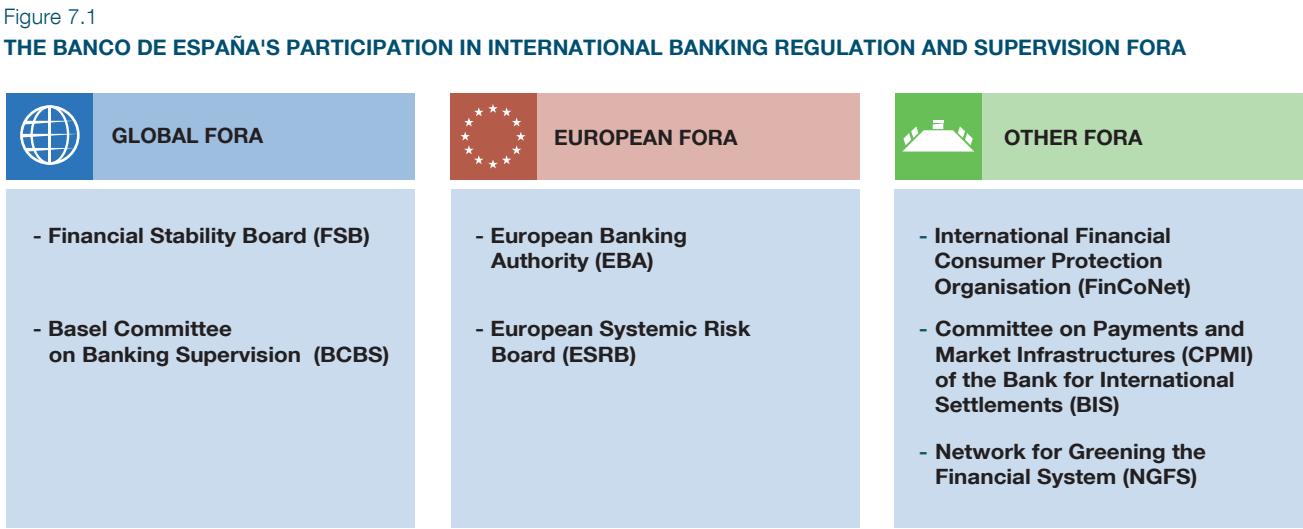 Figure 7.1
THE BANCO DE ESPAÑA'S PARTICIPATION IN INTERNATIONAL BANKING REGULATION AND SUPERVISION FORA
GLOBAL FORA
- Financial Stability Board (FSB)
- Basel Committee
on Banking Supervision (BCBS)
EUROPEAN FORA
- European Banking
Authority (EBA)
- European Systemic Risk
Board (ESRB)
OTHER FORA
- International Financial
Consumer Protection
Organisation (FinCoNet)
- Committee on Payments and
Market Infrastructures (CPMI)
of the Bank for International
Settlements (BIS)
- Network for Greening the
Financial System (NGFS)